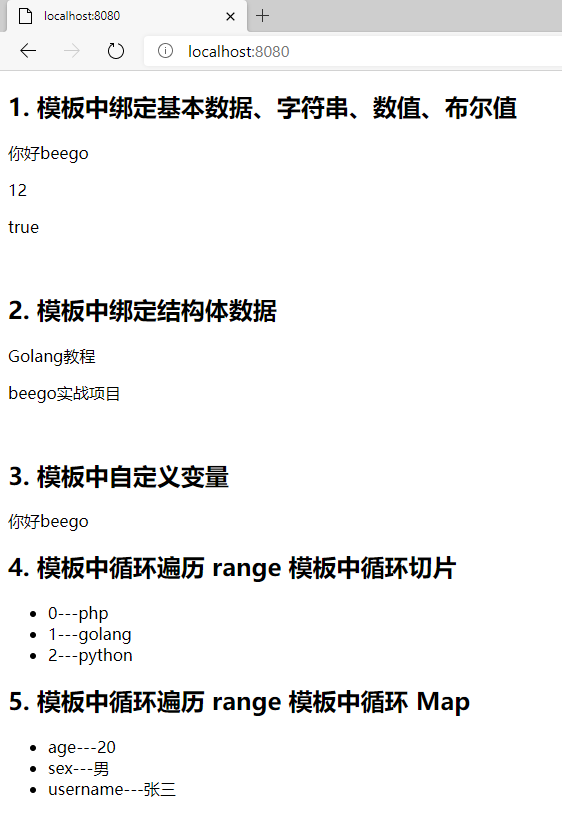 localhost:8080
localhost:8080
1. 模板中绑定基本数据、字符串、数值、布尔值
你好beego
12
true
2. 模板中绑定结构体数据
Golang教程
beego实战项目
3. 模板中自定义变量
你好beego
4. 模板中循环遍历 range 模板中循环切片
0---php
1---golang
2---python
5. 模板中循环遍历 range 模板中循环 Map
age---20
sex---男
username---张三